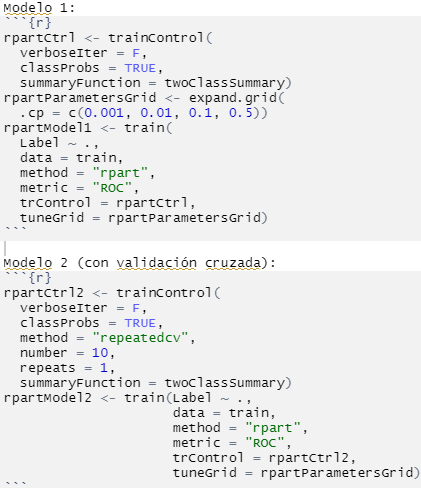 Modelo 1:
```{r}
rpartCtrl <- trainControl(
  verboseIter = F,
  classProbs = TRUE,
  summaryFunction = twoClassSummary)
rpartParametersGrid <- expand.grid(
  .cp = c(0.001, 0.01, 0.1, 0.5))
rpartModel1 <- train(
  Label ~ .,
  data = train,
  method = "rpart",
  metric = "ROC",
  trControl = rpartCtrl,
  tuneGrid = rpartParametersGrid)
```
Modelo 2 (con validación cruzada):
```{r}
rpartCtrl2 <- trainControl(
  verboseIter = F,
  classProbs = TRUE,
  method = "repeatedcv",
  number = 10,
  repeats = 1,
  summaryFunction = twoClassSummary)
rpartModel2 <- train(Label ~ .,
                     data = train,
                     method = "rpart",
                     metric = "ROC",
                     trControl = rpartCtrl2,
                     tuneGrid = rpartParametersGrid)
```